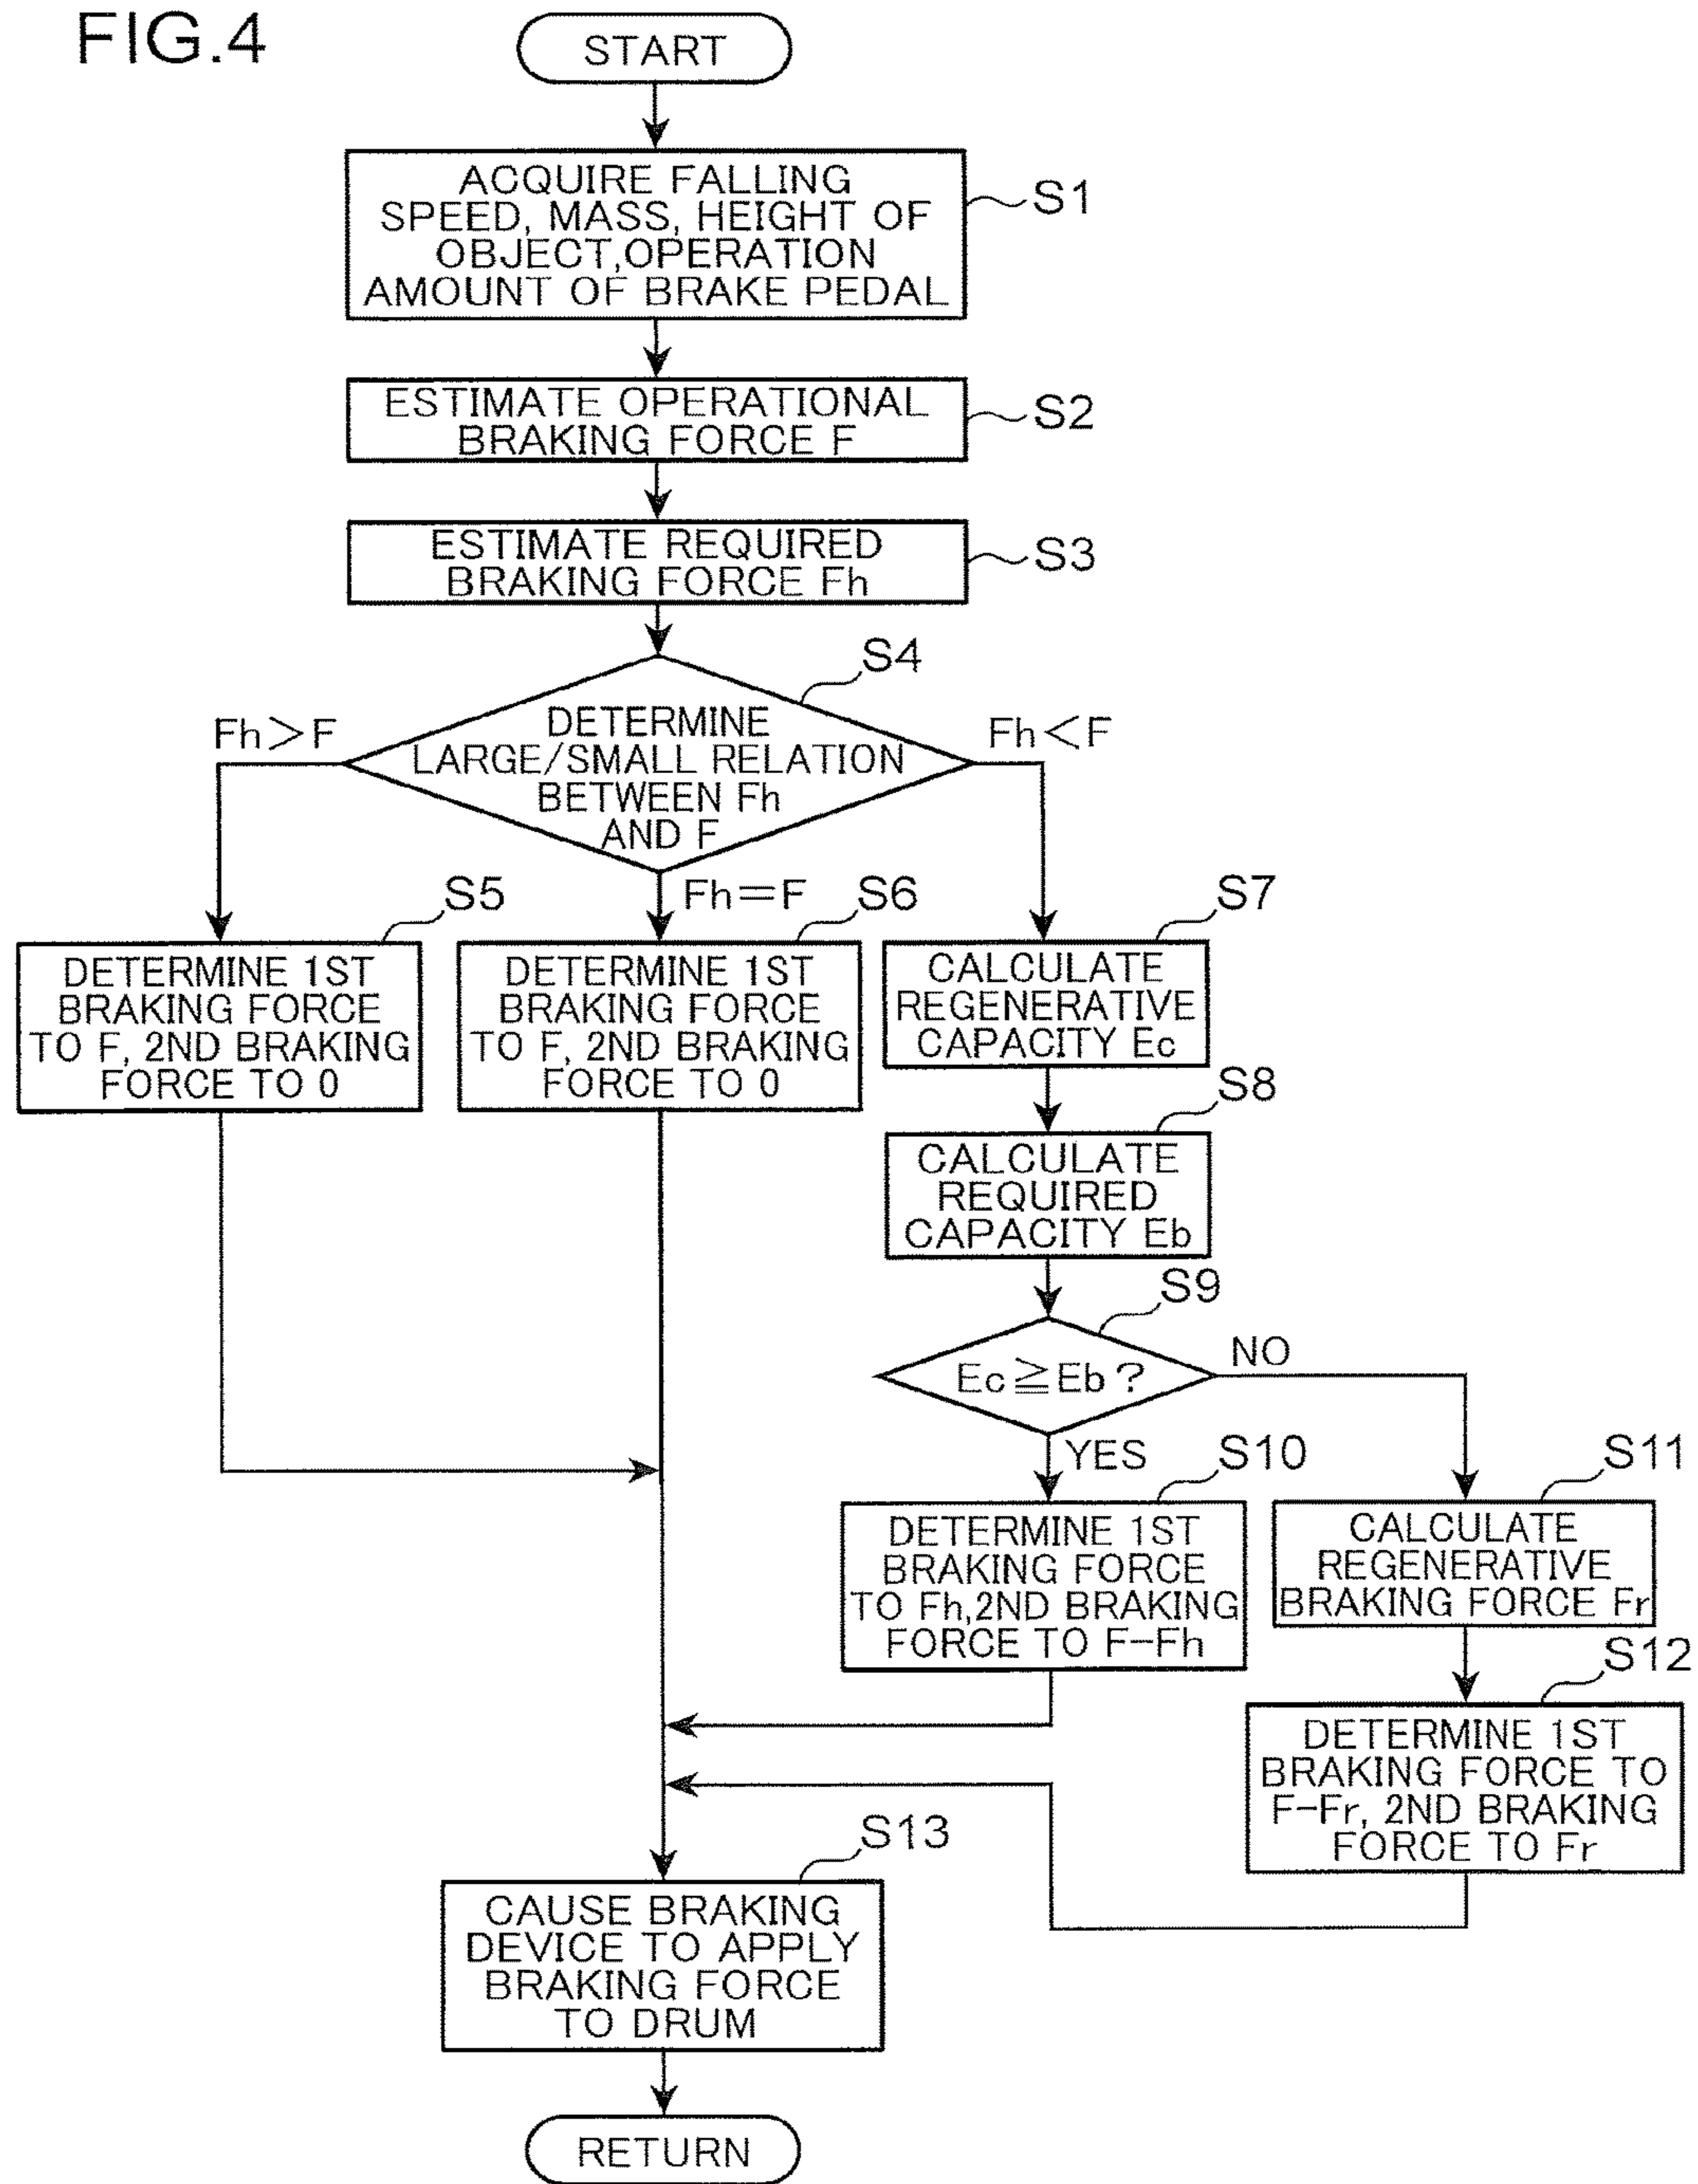 FIG.4
START
ACQUIRE FALLING
SPEED, MASS, HEIGHT OF
OBJECT,OPERATION
AMOUNT OF BRAKE PEDAL
S1
ESTIMATE OPERATIONAL
BRAKING FORCE F
S2
ESTIMATE REQUIRED
BRAKING FORCE Fh
S3
S4
DETERMINE
LARGE/SMALL RELATION
BETWEEN Fh
AND F
Fh>F
Fh<F
Fh=F
S5
DETERMINE 1ST
BRAKING FORCE
TO F, 2ND BRAKING
FORCE TO 0
S6
DETERMINE 1ST
BRAKING FORCE
TO F, 2ND BRAKING
FORCE TO 0
S7
CALCULATE
REGENERATIVE
CAPACITY Ec
S8
CALCULATE
REQUIRED
CAPACITY Eb
S9
Ec≧Eb?
NO
YES
S10
DETERMINE 1ST
BRAKING FORCE
TO Fh,2ND BRAKING
FORCE TO F-Fh
S11
CALCULATE
REGENERATIVE
BRAKING FORCE Fr
S12
DETERMINE 1ST
BRAKING FORCE TO
F-Fr, 2ND BRAKING
FORCE TO Fr
S13
CAUSE BRAKING
DEVICE TO APPLY
BRAKING FORCE
TO DRUM
RETURN